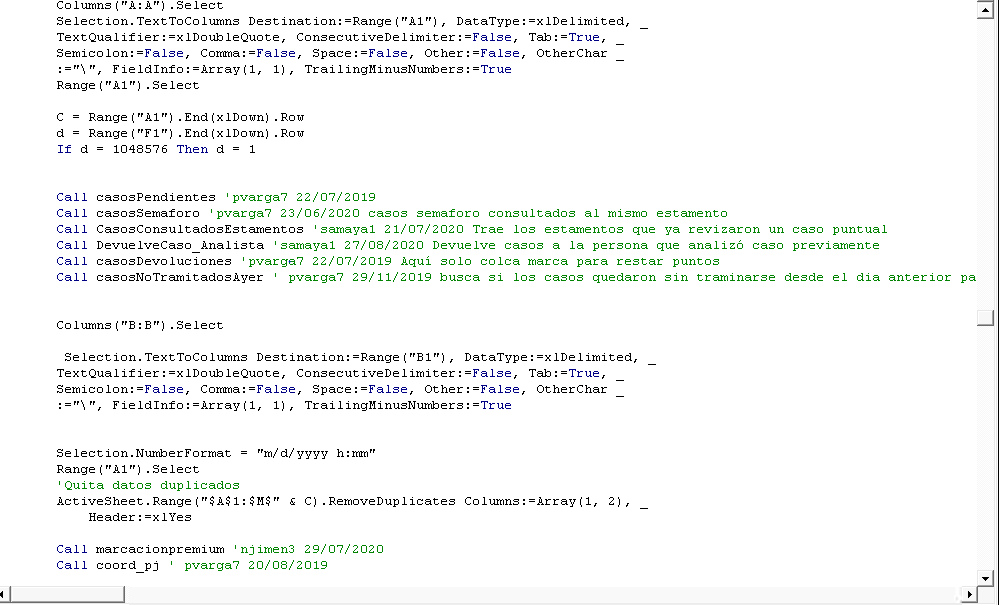 Columns("A:A").Select
Selection.TextToColumns Destination:=Range("A1"), DataType:=xlDelimited, _
TextQualifier:=xlDoubleQuote, ConsecutiveDelimiter:=False, Tab:=True, _
Semicolon:=False, Comma:=False, Space:=False, Other:=False, OtherChar _
:="\", FieldInfo:=Array(1, 1), TrailingMinusNumbers:=True
Range("A1").Select
C = Range("A1").End(xlDown).Row
d = Range("F1").End(xlDown).Row
If d = 1048576 Then d = 1
Call casosPendientes 'pvarga7 22/07/2019
Call casosSemaforo 'pvarga7 23/06/2020 casos semaforo consultados al mismo estamento
Call CasosConsultadosEstamentos 'samaya1 21/07/2020 Trae los estamentos que ya revizaron un caso puntual
Call DevuelveCaso_Analista 'samaya1 27/08/2020 Devuelve casos a la persona que analizó caso previamente
Call casosDevoluciones 'pvarga7 22/07/2019 Aquí solo colca marca para restar puntos
Call casosNoTramitadosAyer ' pvarga7 29/11/2019 busca si los casos quedaron sin traminarse desde el dia anterior pa
Columns("B:B").Select
Selection.TextToColumns Destination:=Range("B1"), DataType:=xlDelimited, _
TextQualifier:=xlDoubleQuote, ConsecutiveDelimiter:=False, Tab:=True, _
Semicolon:=False, Comma:=False, Space:=False, Other:=False, OtherChar _
:="\", FieldInfo:=Array(1, 1), TrailingMinusNumbers:=True
Selection.NumberFormat = "m/d/yyyy h:mm"
Range("A1").Select
'Quita datos duplicados
ActiveSheet.Range("$A$1:$M$" & C).RemoveDuplicates Columns:=Array(1, 2), _
Header:=xlYes
Call marcacionpremium 'njimen3 29/07/2020
Call coord_pj ' pvarga7 20/08/2019